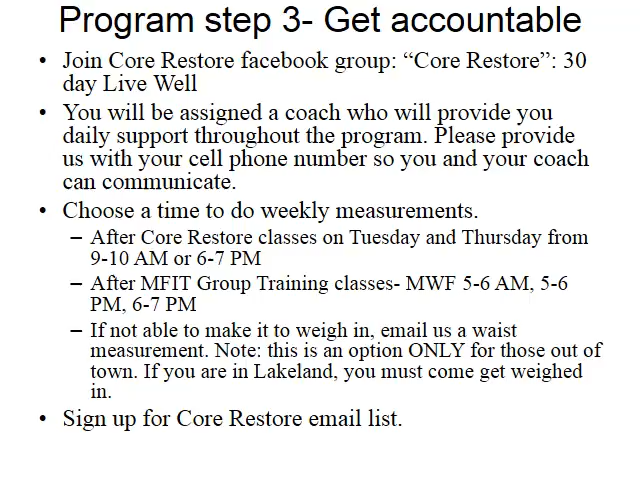 Program step 3- Get accountable
• Join Core Restore facebook group: “Core Restore”: 30
day Live Well
• You will be assigned a coach who will provide you
daily support throughout the program. Please provide
us with your cell phone number so you and your coach
can communicate.
• Choose a time to do weekly measurements.
– After Core Restore classes on Tuesday and Thursday from
9-10 AM or 6-7 PM
– After MFIT Group Training classes- MWF 5-6 AM, 5-6
PM, 6-7 PM
– If not able to make it to weigh in, email us a waist
measurement. Note: this is an option ONLY for those out of
town. If you are in Lakeland, you must come get weighed
in.
• Sign up for Core Restore email list.